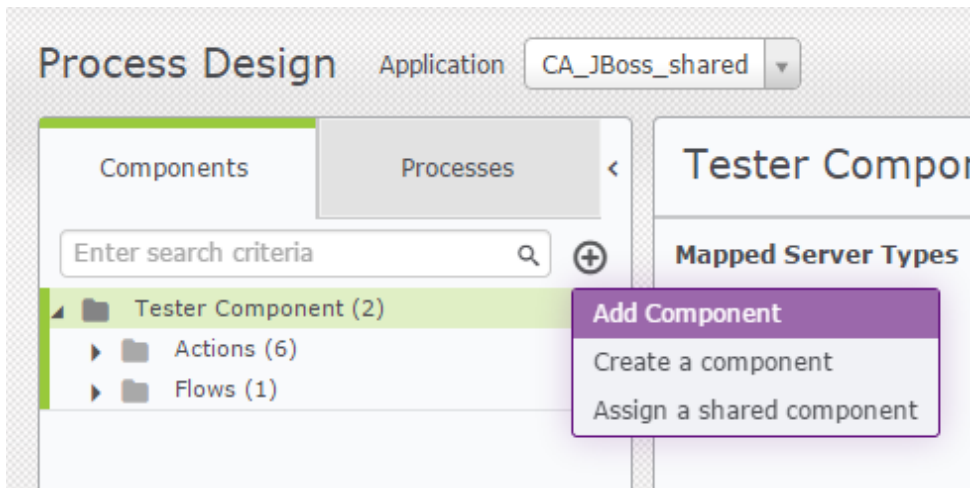 Process Design Application CA_JBoss_shared
Components Processes
Tester Compo
Enter search criteria
Mapped Server Types
Tester Component (2)
Actions (6)
Flows (1)
Add Component
Create a component
Assign a shared component